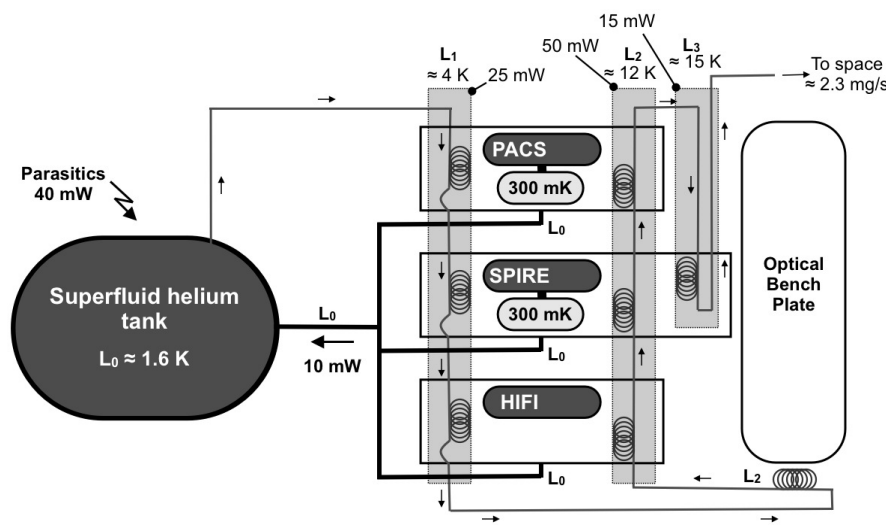 15 mW
50 mW
L₁
≈ 4 K
25 mW
L₂
≈ 12 K
L₃
≈ 15 K
To space
≈ 2.3 mg/s
PACS
300 mK
L₀
Parasitics
40 mW
SPIRE
300 mK
L₀
Superfluid helium
tank
L₀ ≈ 1.6 K
L₀
10 mW
Optical
Bench
Plate
HIFI
L₀
L₂